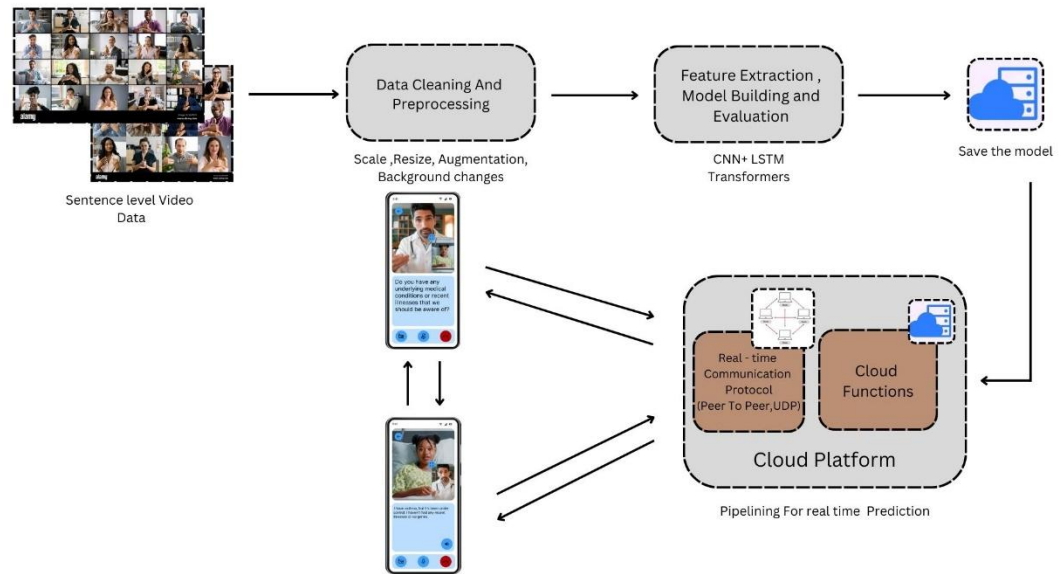 alamy
alamy
Sentence level Video
Data
Data Cleaning And
Preprocessing
Scale ,Resize, Augmentation,
Background changes
Feature Extraction ,
Model Building and
Evaluation
CNN+ LSTM
Transformers
Save the model
Do you have any
underlying medical
conditions or recent
illnesses that we
should be aware of?
Real - time
Communication
Protocol
(Peer To Peer,UDP)
Cloud
Functions
Cloud Platform
Pipelining For real time Prediction